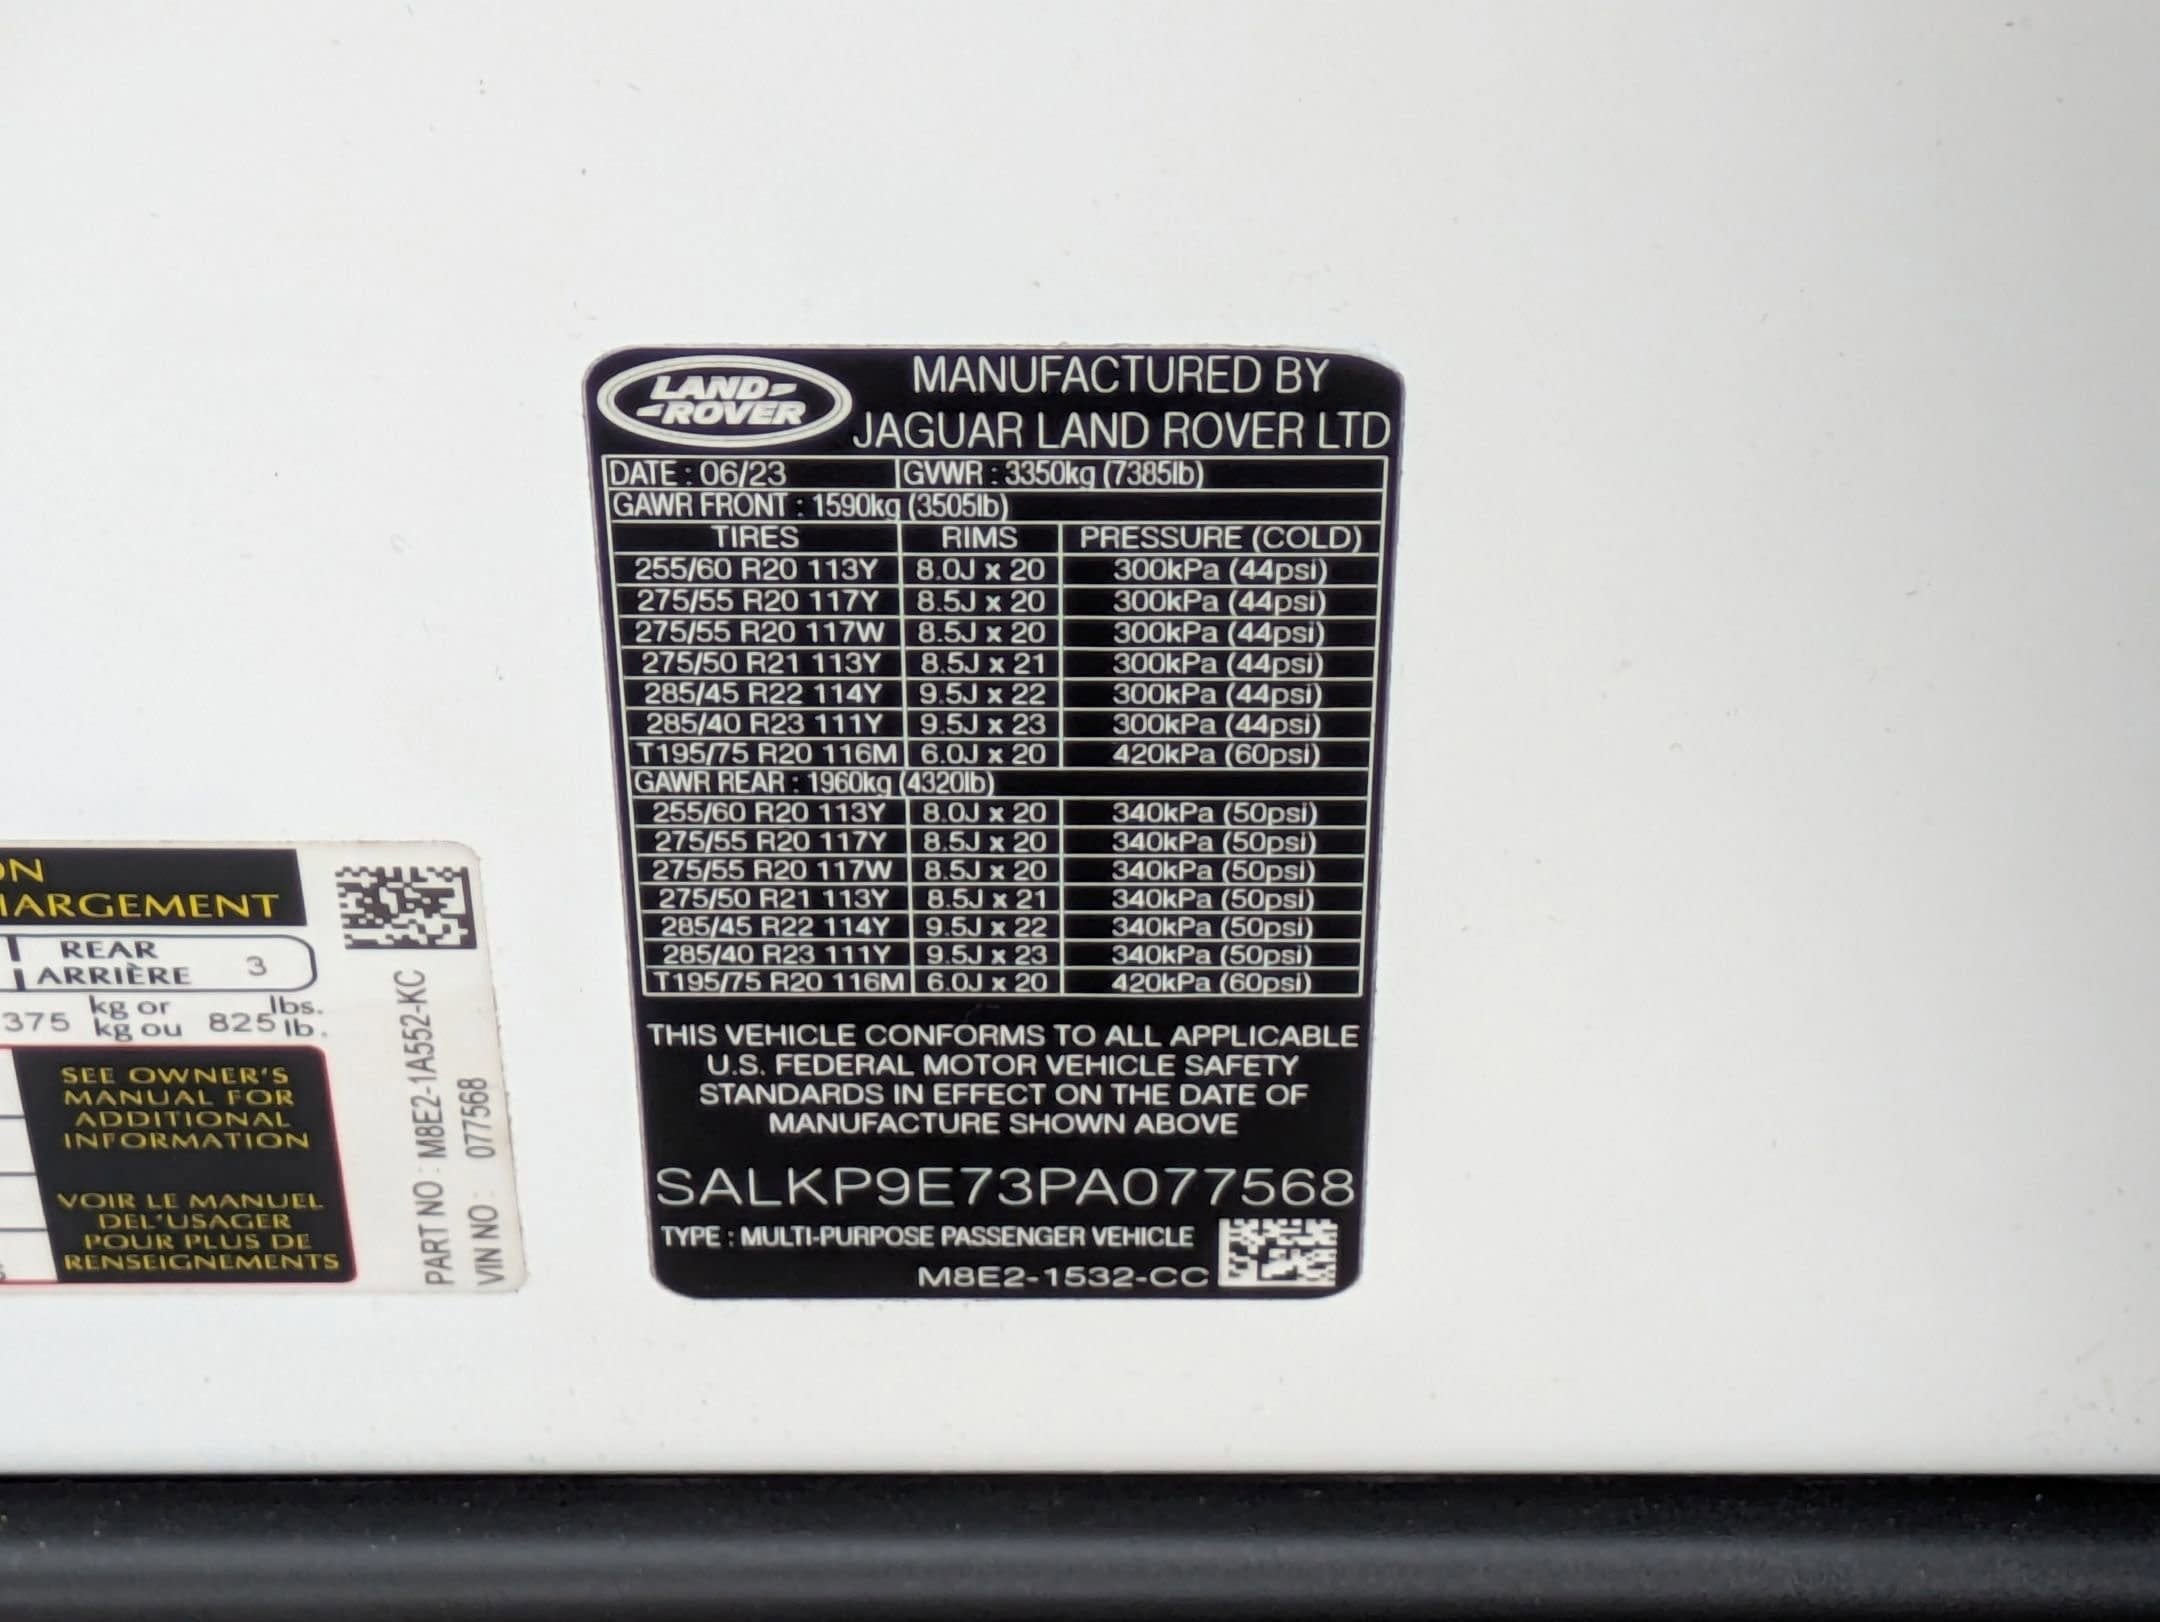 LAND
ROVER
MANUFACTURED BY
JAGUAR LAND ROVER LTD
DATE : 06/23 GVWR : 3350kg (7385lb)
GAWR FRONT : 1590kg (3505lb)
TIRES RIMS PRESSURE (COLD)
255/60 R20 113Y 8.0J x 20 300kPa (44psi)
275/55 R20 117Y 8.5J x 20 300kPa (44psi)
275/55 R20 117W 8.5J x 20 300kPa (44psi)
275/50 R21 113Y 8.5J x 21 300kPa (44psi)
285/45 R22 114Y 9.5J x 22 300kPa (44psi)
285/40 R23 111Y 9.5J x 23 300kPa (44psi)
T195/75 R20 116M 6.0J x 20 420kPa (60psi)
GAWR REAR : 1960kg (4320lb)
255/60 R20 113Y 8.0J x 20 340kPa (50psi)
275/55 R20 117Y 8.5J x 20 340kPa (50psi)
275/55 R20 117W 8.5J x 20 340kPa (50psi)
275/50 R21 113Y 8.5J x 21 340kPa (50psi)
285/45 R22 114Y 9.5J x 22 340kPa (50psi)
285/40 R23 111Y 9.5J x 23 340kPa (50psi)
T195/75 R20 116M 6.0J x 20 420kPa (60psi)
THIS VEHICLE CONFORMS TO ALL APPLICABLE
U.S. FEDERAL MOTOR VEHICLE SAFETY
STANDARDS IN EFFECT ON THE DATE OF
MANUFACTURE SHOWN ABOVE
SALKP9E73PA077568
TYPE : MULTI-PURPOSE PASSENGER VEHICLE
M8E2-1532-CC
ON
HARGEMENT
REAR
ARRIÈRE 3
375 kg or 825 lbs.
kg ou lb.
SEE OWNER'S
MANUAL FOR
ADDITIONAL
INFORMATION
VOIR LE MANUEL
DEL'USAGER
POUR PLUS DE
RENSEIGNEMENTS
PART NO : M8E2-1A552-KC
VIN NO : 077568